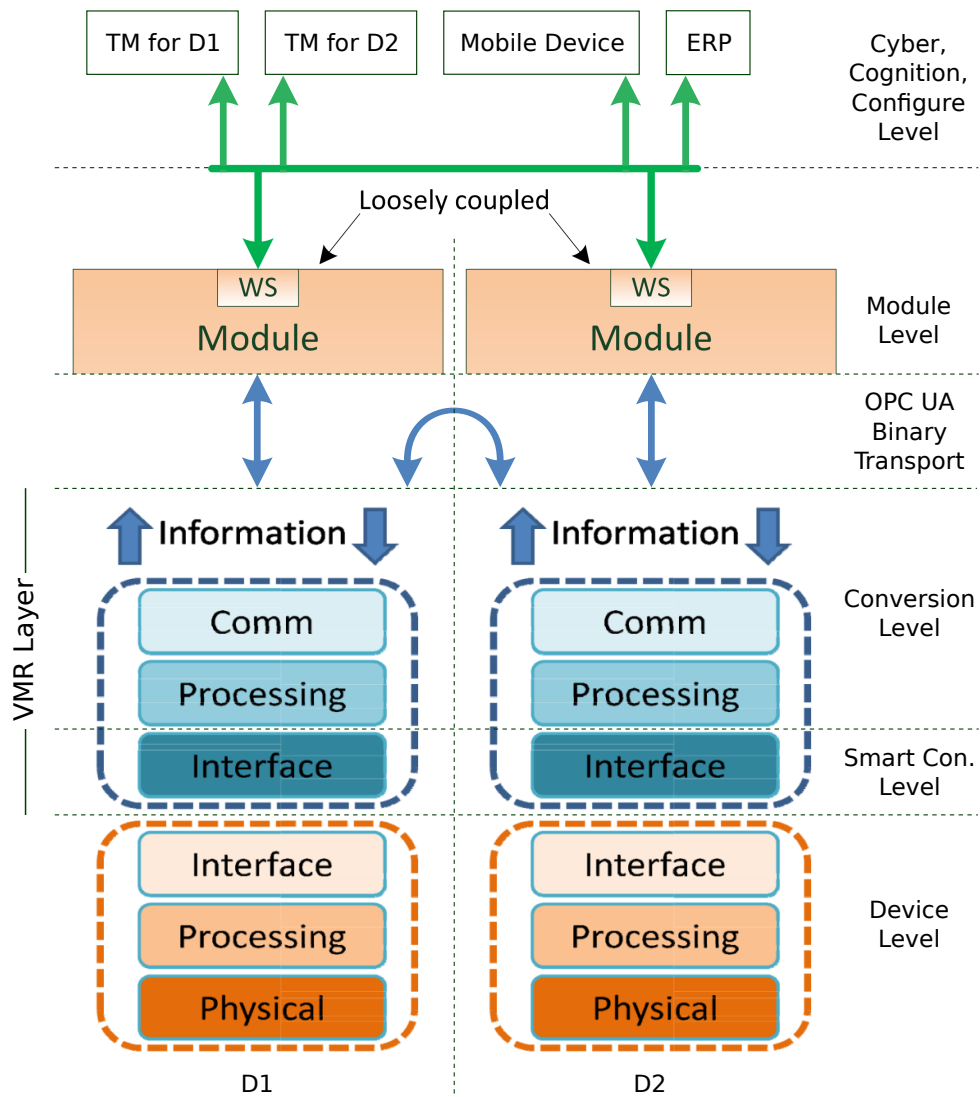 TM for D1
TM for D2
Mobile Device
ERP
Cyber,
Cognition,
Configure
Level
Loosely coupled
WS
Module
WS
Module
Module
Level
OPC UA
Binary
Transport
VMR Layer
Information
Information
Comm
Comm
Conversion
Level
Processing
Processing
Interface
Interface
Smart Con.
Level
Interface
Interface
Processing
Processing
Device
Level
Physical
Physical
D1
D2